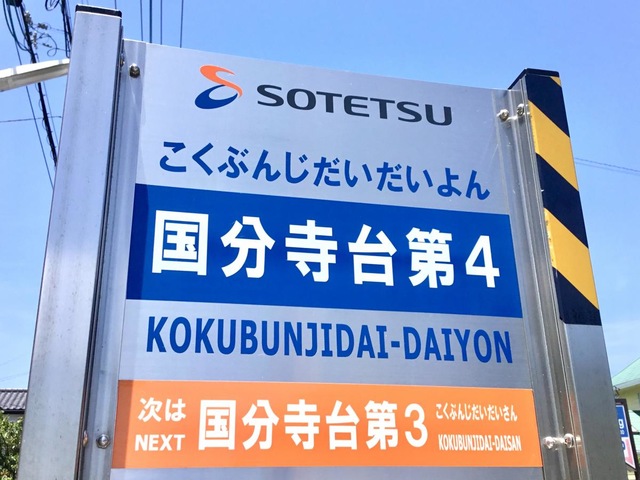 SOTETSU
こくぶんじだいだいよん
国分寺台第4
KOKUBUNJIDAI-DAIYON
次は 国分寺台第3 こくぶんじだいだいさん
NEXT KOKUBUNJIDAI-DAISAN